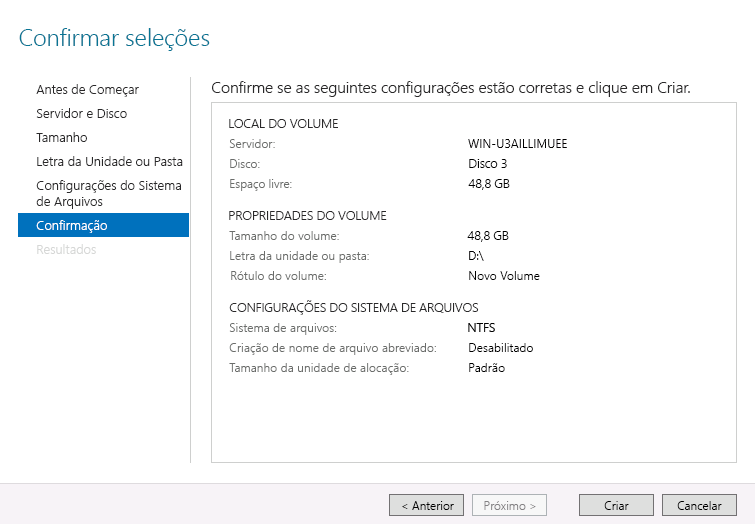 Confirmar seleções
Antes de Começar
Servidor e Disco
Tamanho
Letra da Unidade ou Pasta
Configurações do Sistema
de Arquivos
Confirmação
Resultados
Confirme se as seguintes configurações estão corretas e clique em Criar.
LOCAL DO VOLUME
Servidor: WIN-U3AILLIMUEE
Disco: Disco 3
Espaço livre: 48,8 GB
PROPRIEDADES DO VOLUME
Tamanho do volume: 48,8 GB
Letra da unidade ou pasta: D:\
Rótulo do volume: Novo Volume
CONFIGURAÇÕES DO SISTEMA DE ARQUIVOS
Sistema de arquivos: NTFS
Criação de nome de arquivo abreviado: Desabilitado
Tamanho da unidade de alocação: Padrão
< Anterior
Próximo >
Criar
Cancelar